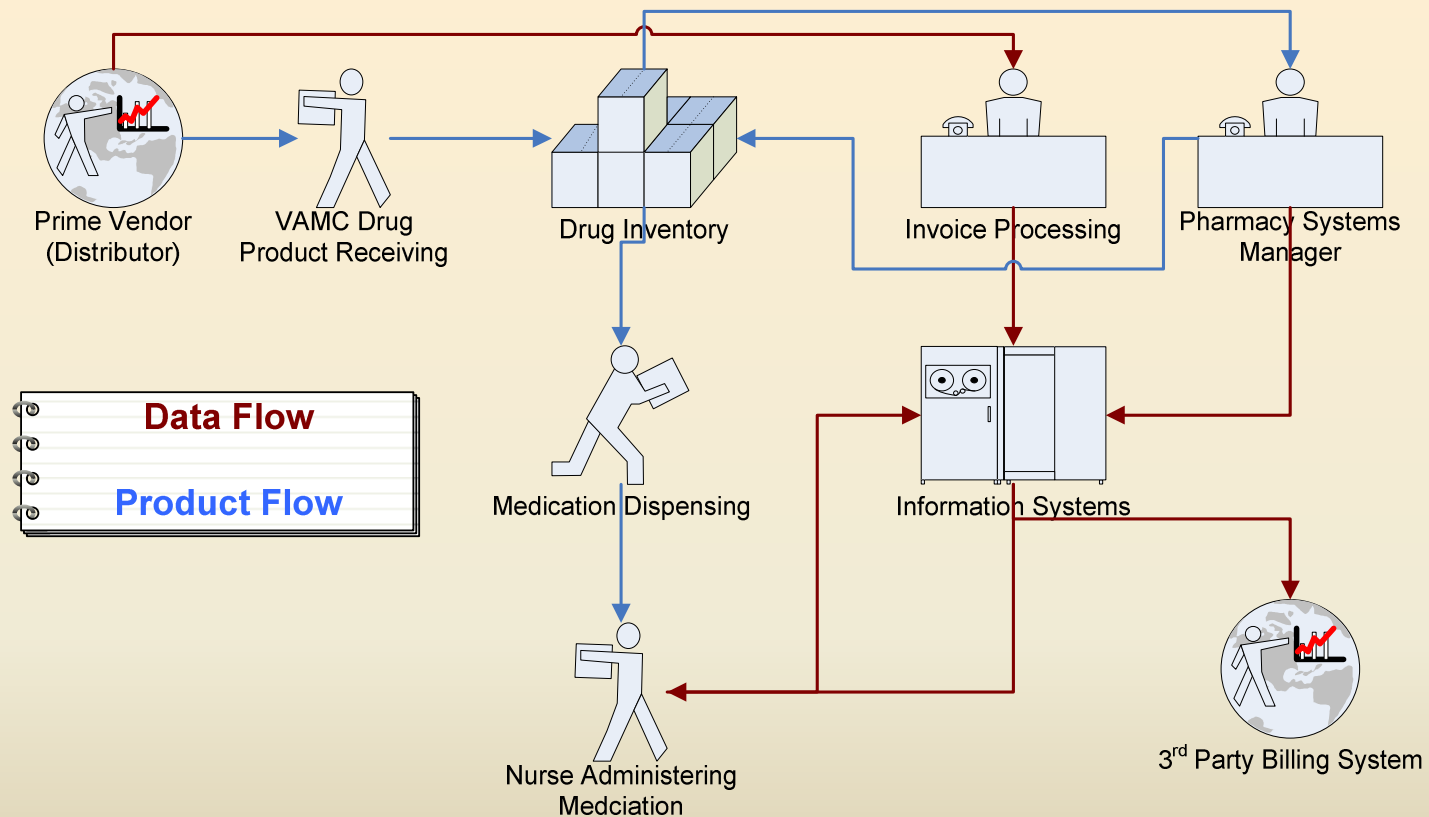 Prime Vendor
(Distributor)
VAMC Drug
Product Receiving
Drug Inventory
Invoice Processing
Pharmacy Systems
Manager
Data Flow
Product Flow
Medication Dispensing
Information Systems
Nurse Administering
Medciation
3rd Party Billing System